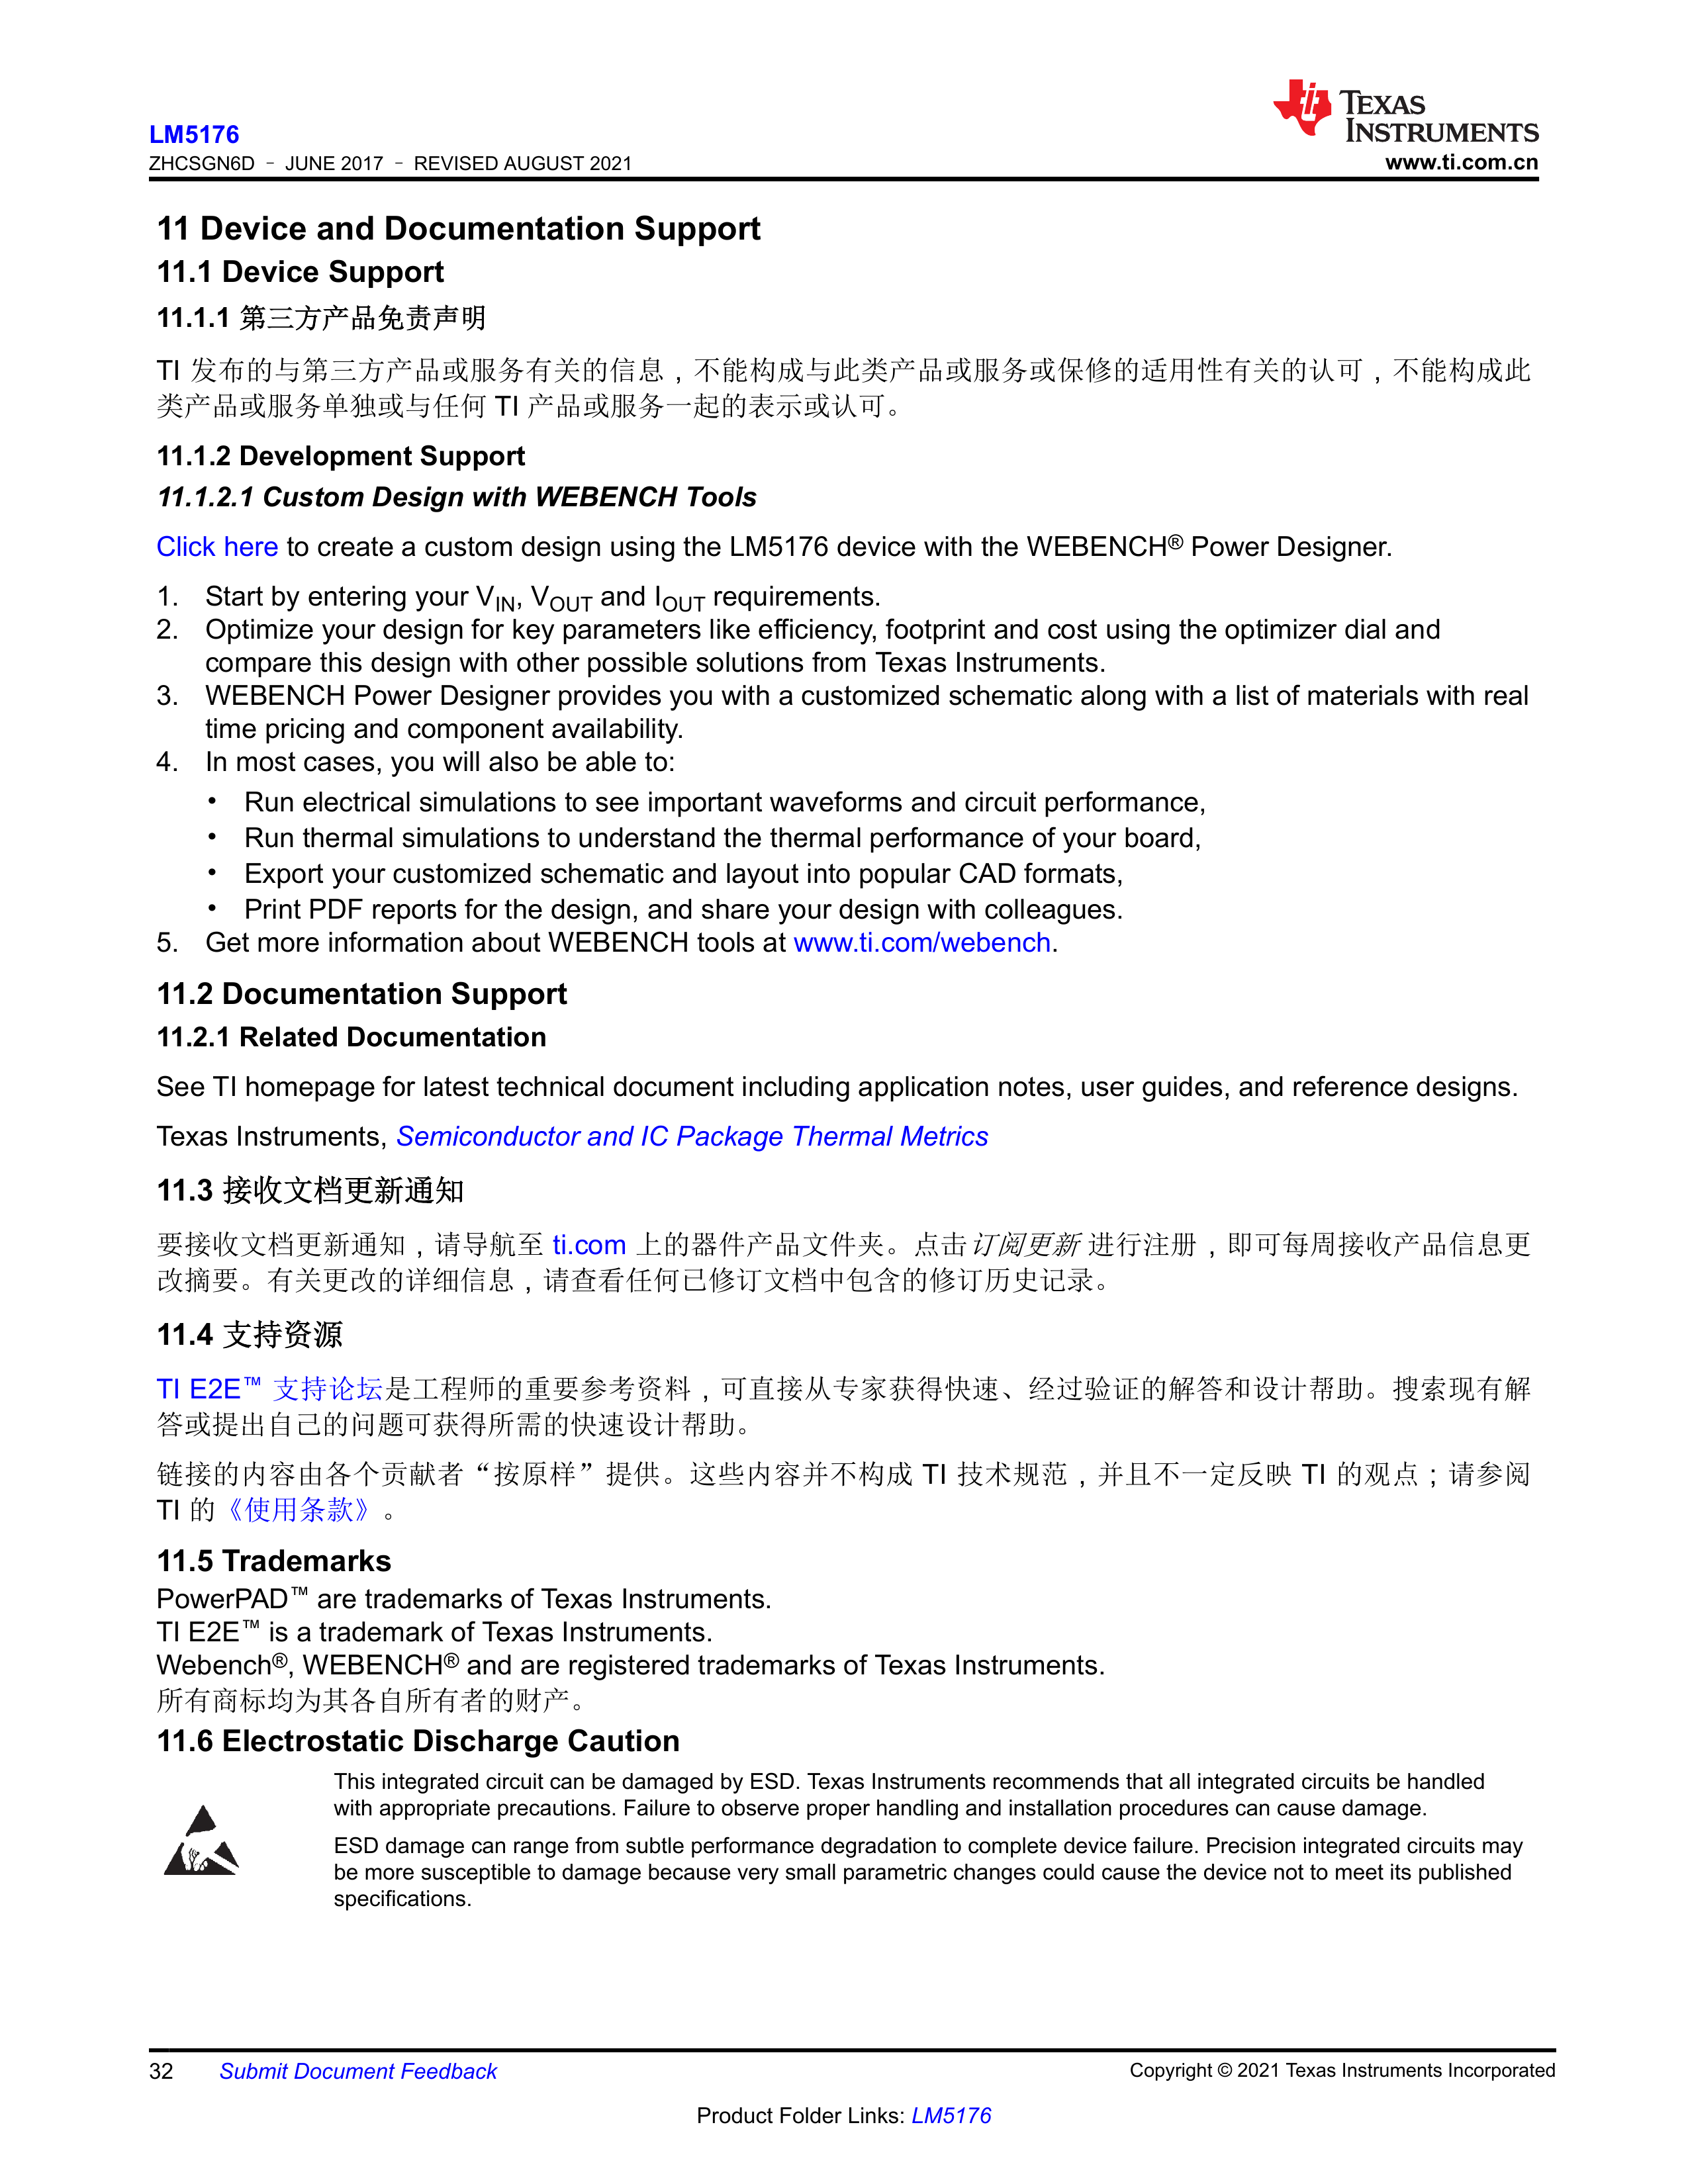 LM5176
ZHCSGN6D – JUNE 2017 – REVISED AUGUST 2021
TEXAS
INSTRUMENTS
www.ti.com.cn
11 Device and Documentation Support
11.1 Device Support
11.1.1 第三方产品免责声明
TI 发布的与第三方产品或服务有关的信息，不能构成与此类产品或服务或保修的适用性有关的认可，不能构成此
类产品或服务单独或与任何 TI 产品或服务一起的表示或认可。
11.1.2 Development Support
11.1.2.1 Custom Design with WEBENCH Tools
Click here to create a custom design using the LM5176 device with the WEBENCH® Power Designer.
1. Start by entering your VIN, VOUT and IOUT requirements.
2. Optimize your design for key parameters like efficiency, footprint and cost using the optimizer dial and
compare this design with other possible solutions from Texas Instruments.
3. WEBENCH Power Designer provides you with a customized schematic along with a list of materials with real
time pricing and component availability.
4. In most cases, you will also be able to:
• Run electrical simulations to see important waveforms and circuit performance,
• Run thermal simulations to understand the thermal performance of your board,
• Export your customized schematic and layout into popular CAD formats,
• Print PDF reports for the design, and share your design with colleagues.
5. Get more information about WEBENCH tools at www.ti.com/webench.
11.2 Documentation Support
11.2.1 Related Documentation
See TI homepage for latest technical document including application notes, user guides, and reference designs.
Texas Instruments, Semiconductor and IC Package Thermal Metrics
11.3 接收文档更新通知
要接收文档更新通知，请导航至 ti.com 上的器件产品文件夹。点击订阅更新 进行注册，即可每周接收产品信息更
改摘要。有关更改的详细信息，请查看任何已修订文档中包含的修订历史记录。
11.4 支持资源
TI E2E™ 支持论坛是工程师的重要参考资料，可直接从专家获得快速、经过验证的解答和设计帮助。搜索现有解
答或提出自己的问题可获得所需的快速设计帮助。
链接的内容由各个贡献者“按原样”提供。这些内容并不构成 TI 技术规范，并且不一定反映 TI 的观点；请参阅
TI 的《使用条款》。
11.5 Trademarks
PowerPAD™ are trademarks of Texas Instruments.
TI E2E™ is a trademark of Texas Instruments.
Webench®, WEBENCH® and are registered trademarks of Texas Instruments.
所有商标均为其各自所有者的财产。
11.6 Electrostatic Discharge Caution
This integrated circuit can be damaged by ESD. Texas Instruments recommends that all integrated circuits be handled
with appropriate precautions. Failure to observe proper handling and installation procedures can cause damage.
ESD damage can range from subtle performance degradation to complete device failure. Precision integrated circuits may
be more susceptible to damage because very small parametric changes could cause the device not to meet its published
specifications.
32 Submit Document Feedback
Copyright © 2021 Texas Instruments Incorporated
Product Folder Links: LM5176